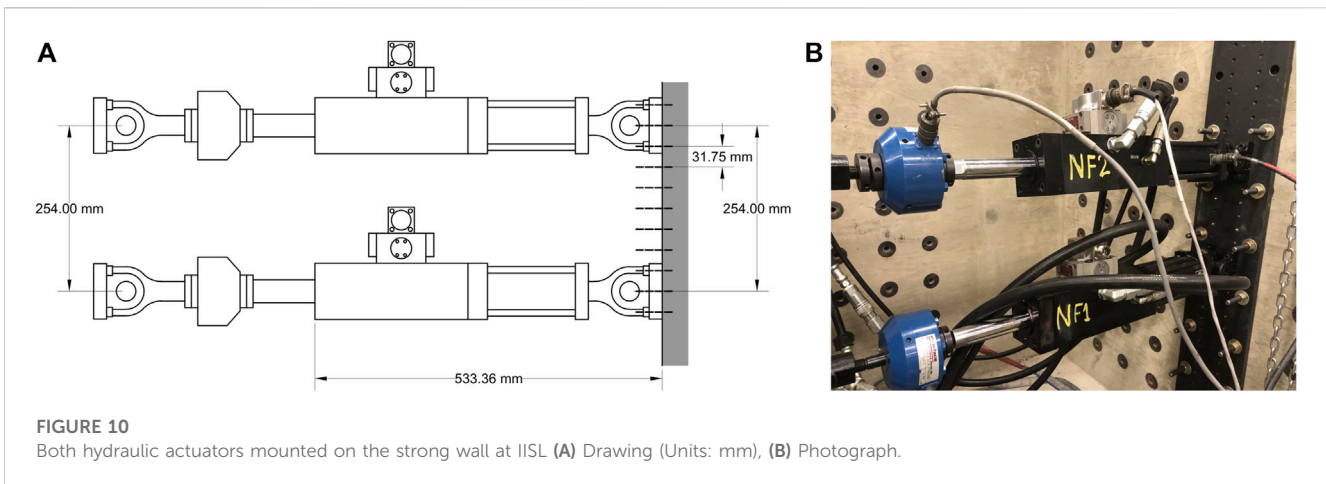 A
B
31.75 mm
254.00 mm
254.00 mm
533.36 mm
NF2
NF1
FIGURE 10
Both hydraulic actuators mounted on the strong wall at IISL (A) Drawing (Units: mm), (B) Photograph.